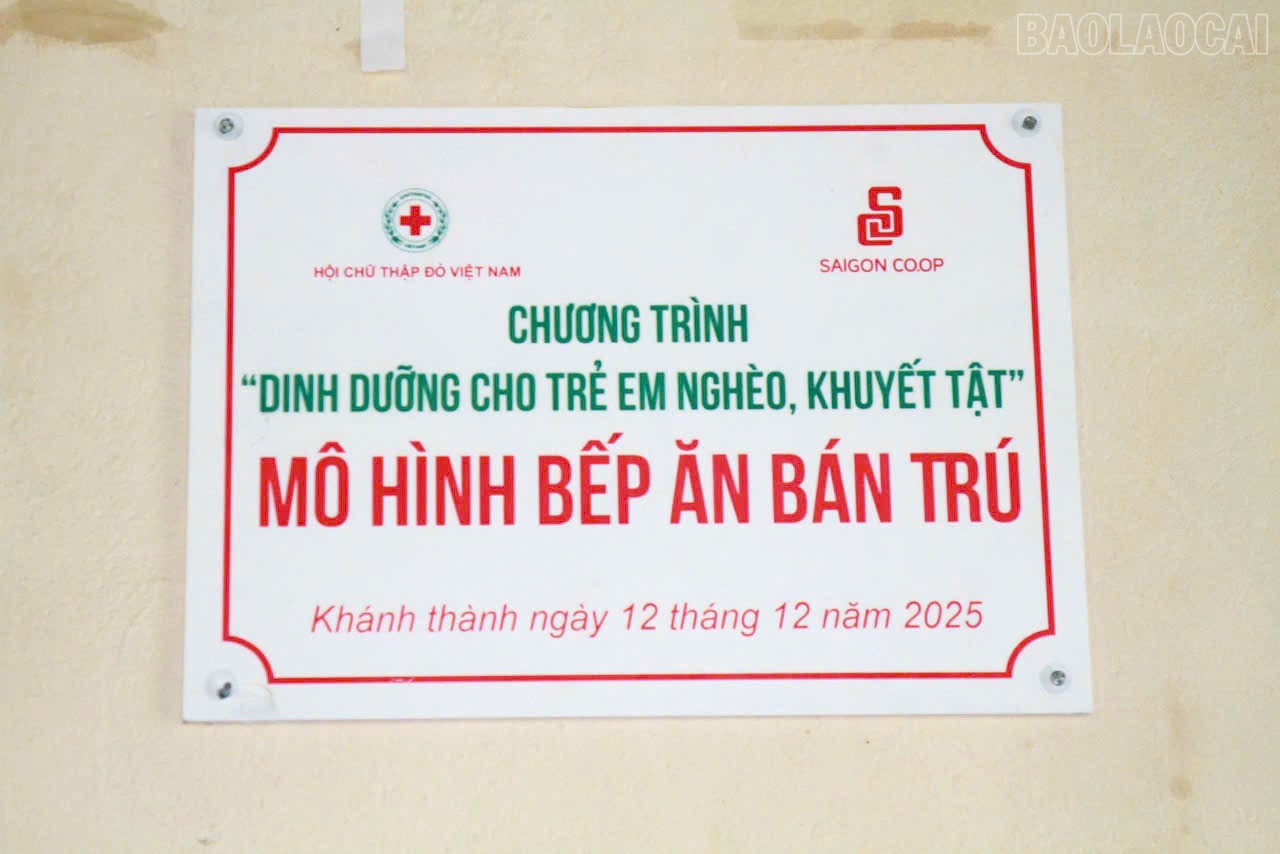 BAOLAOCAI
HỘI CHỮ THẬP ĐỎ VIỆT NAM
SAIGON CO.OP
CHƯƠNG TRÌNH
“DINH DƯỠNG CHO TRẺ EM NGHÈO, KHUYẾT TẬT”
MÔ HÌNH BẾP ĂN BÁN TRÚ
Khánh thành ngày 12 tháng 12 năm 2025